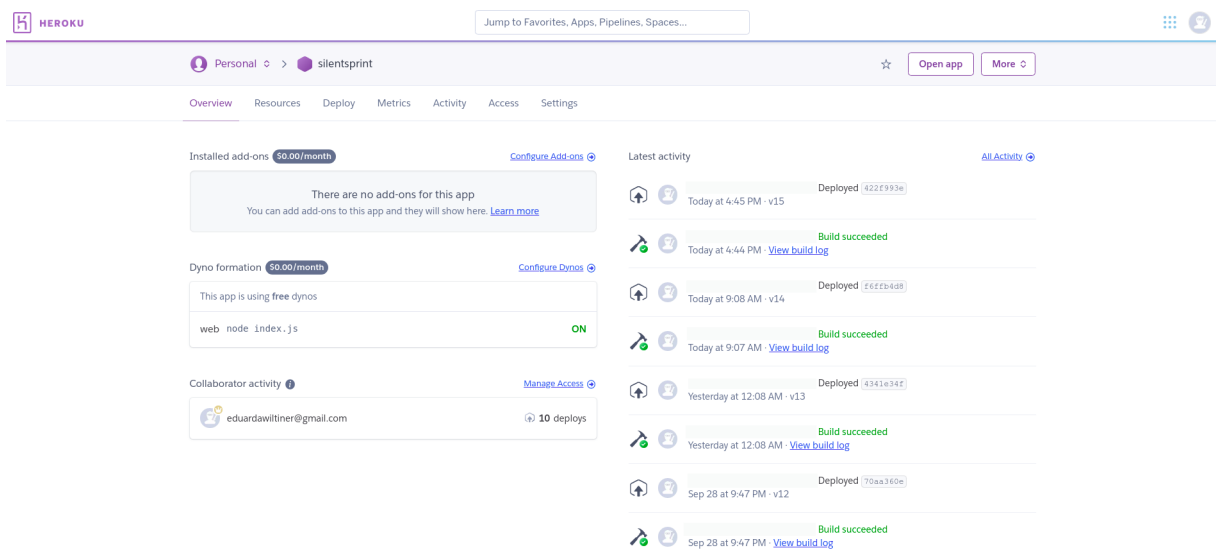 HEROKU
Jump to Favorites, Apps, Pipelines, Spaces...
Personal > silentsprint
Open app More
Overview Resources Deploy Metrics Activity Access Settings
Installed add-ons $0.00/month Configure Add-ons
There are no add-ons for this app
You can add add-ons to this app and they will show here. Learn more
Dyno formation $0.00/month Configure Dynos
This app is using free dynos
web node index.js ON
Collaborator activity Manage Access
eduardawiltiner@gmail.com 10 deploys
Latest activity All Activity
Deployed 422f993e
Today at 4:45 PM · v15
Build succeeded
Today at 4:44 PM · View build log
Deployed f6ffb4d8
Today at 9:08 AM · v14
Build succeeded
Today at 9:07 AM · View build log
Deployed 4341e34f
Yesterday at 12:08 AM · v13
Build succeeded
Yesterday at 12:08 AM · View build log
Deployed 70aa360e
Sep 28 at 9:47 PM · v12
Build succeeded
Sep 28 at 9:47 PM · View build log